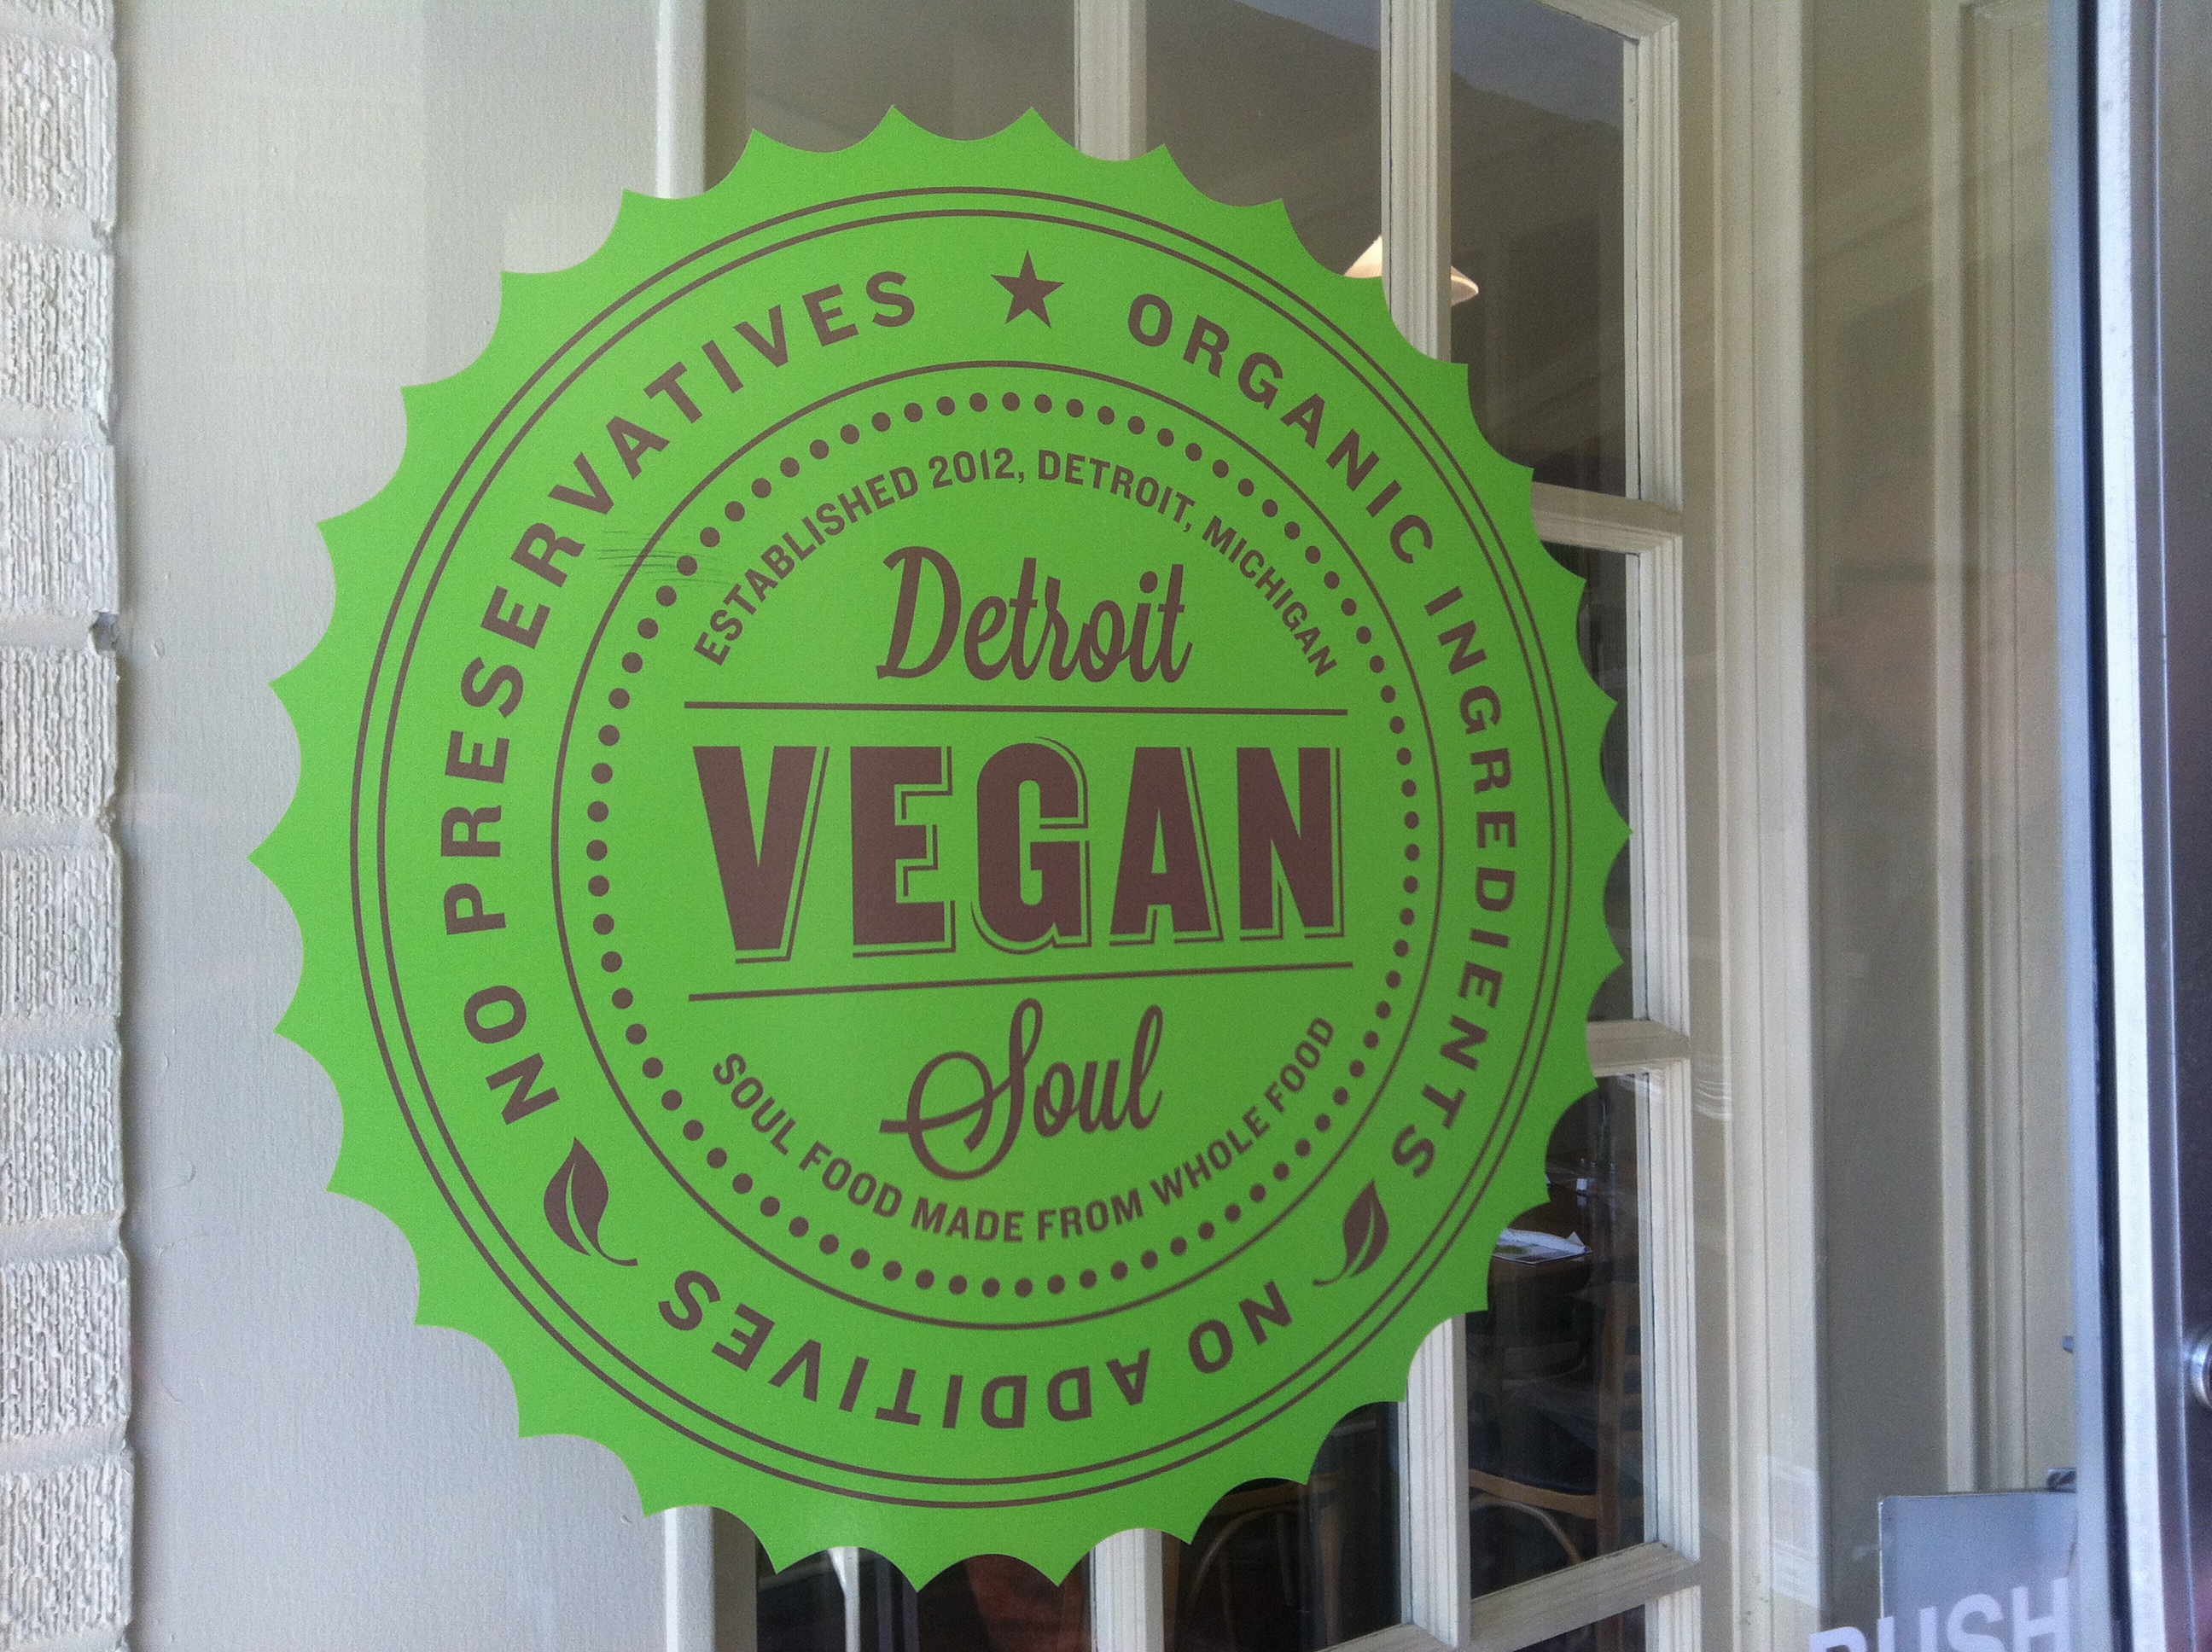 NO PRESERVATIVES ★ ORGANIC INGREDIENTS
NO ADDITIVES
ESTABLISHED 2012, DETROIT, MICHIGAN
Detroit
VEGAN
Soul
SOUL FOOD MADE FROM WHOLE FOOD
PUSH